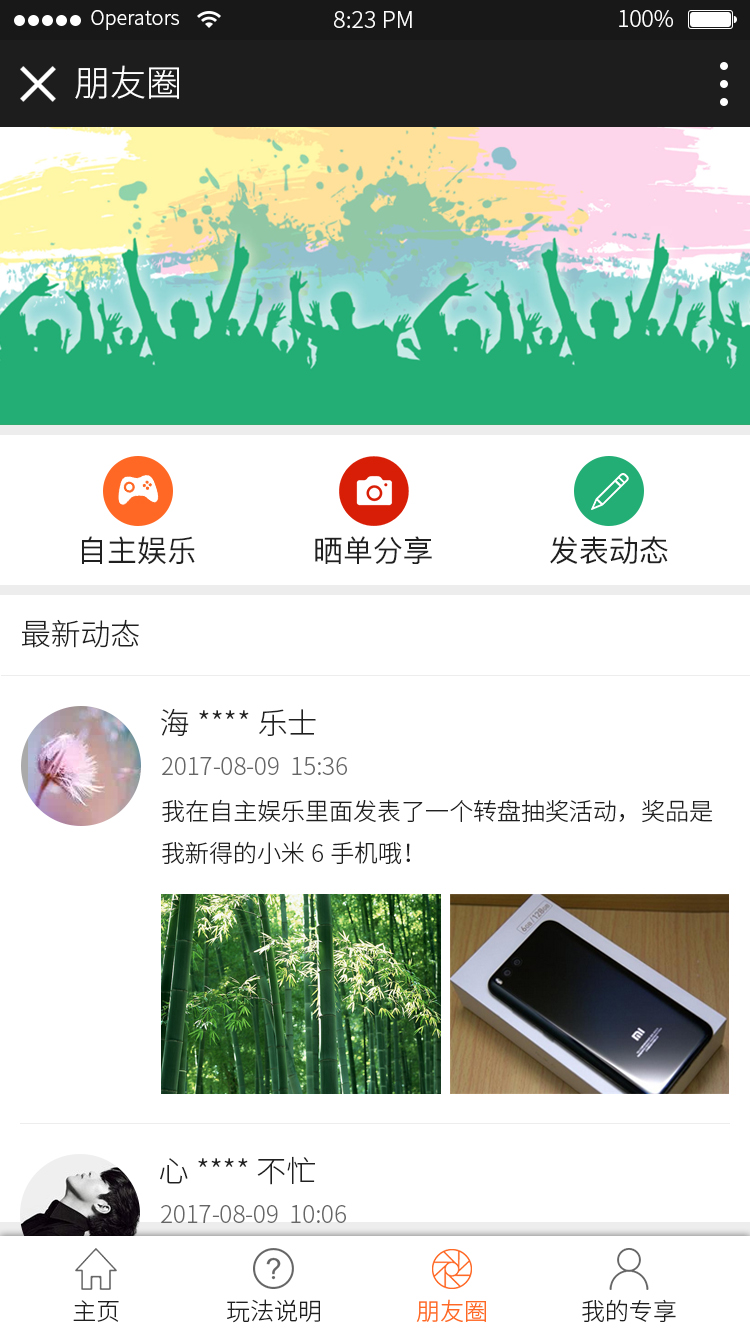 Operators 8:23 PM 100%
朋友圈
自主娱乐 晒单分享 发表动态
最新动态
海 **** 乐士
2017-08-09 15:36
我在自主娱乐里面发表了一个转盘抽奖活动，奖品是
我新得的小米 6 手机哦！
6GB/128GB
MI
心 **** 不忙
2017-08-09 10:06
主页 玩法说明 朋友圈 我的专享